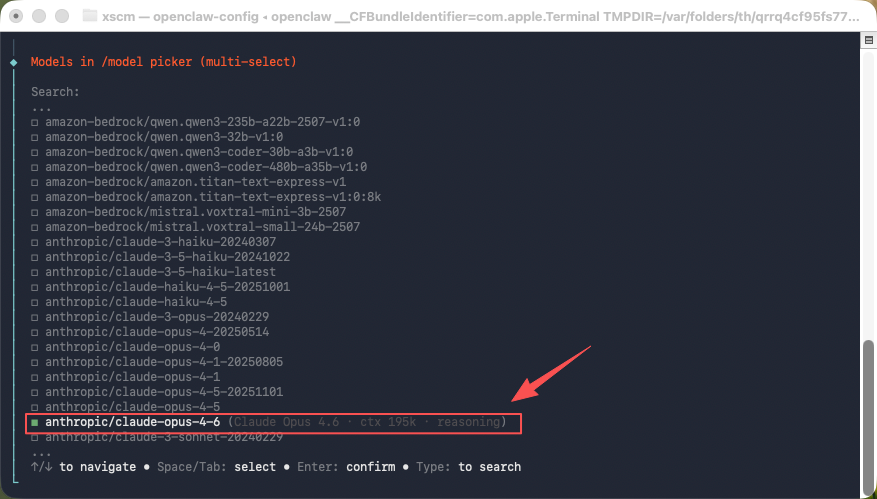 xscm — openclaw-config ◂ openclaw __CFBundleIdentifier=com.apple.Terminal TMPDIR=/var/folders/th/qrrq4cf95fs77...
Models in /model picker (multi-select)
Search:
...
amazon-bedrock/qwen.qwen3-235b-a22b-2507-v1:0
amazon-bedrock/qwen.qwen3-32b-v1:0
amazon-bedrock/qwen.qwen3-coder-30b-a3b-v1:0
amazon-bedrock/qwen.qwen3-coder-480b-a35b-v1:0
amazon-bedrock/amazon.titan-text-express-v1
amazon-bedrock/amazon.titan-text-express-v1:0:8k
amazon-bedrock/mistral.voxtral-mini-3b-2507
amazon-bedrock/mistral.voxtral-small-24b-2507
anthropic/claude-3-haiku-20240307
anthropic/claude-3-5-haiku-20241022
anthropic/claude-3-5-haiku-latest
anthropic/claude-haiku-4-5-20251001
anthropic/claude-haiku-4-5
anthropic/claude-3-opus-20240229
anthropic/claude-opus-4-20250514
anthropic/claude-opus-4-0
anthropic/claude-opus-4-1-20250805
anthropic/claude-opus-4-1
anthropic/claude-opus-4-5-20251101
anthropic/claude-opus-4-5
anthropic/claude-opus-4-6 (Claude Opus 4.6 · ctx 195k · reasoning)
anthropic/claude-3-sonnet-20240229
...
↑/↓ to navigate • Space/Tab: select • Enter: confirm • Type: to search